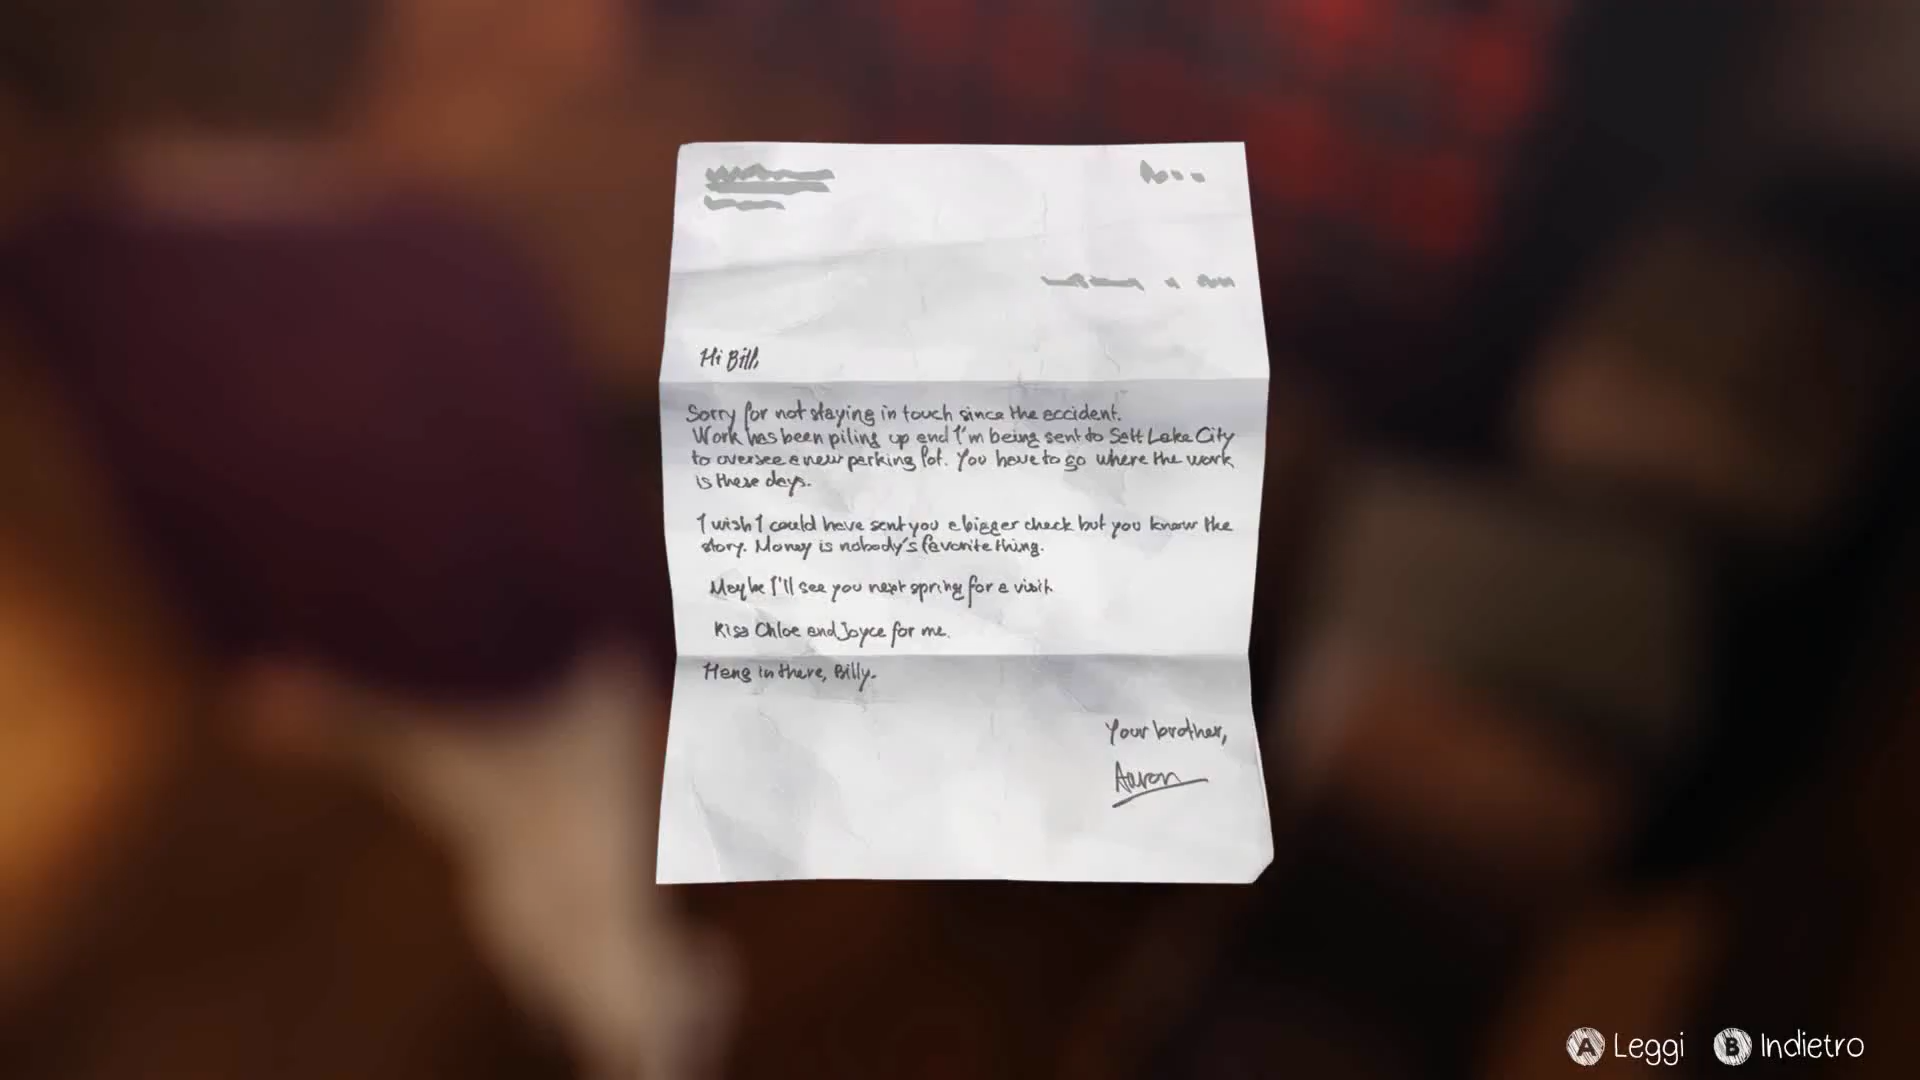 Hi Bill,
Sorry for not staying in touch since the accident.
Work has been piling up and I'm being sent to Salt Lake City
to oversee a new parking lot. You have to go where the work
is these days.
I wish I could have sent you a bigger check but you know the
story. Money is nobody's favorite thing.
Maybe I'll see you next spring for a visit.
Kiss Chloe and Joyce for me.
Hang in there, Billy.
Your brother,
Aaron
A Leggi B Indietro